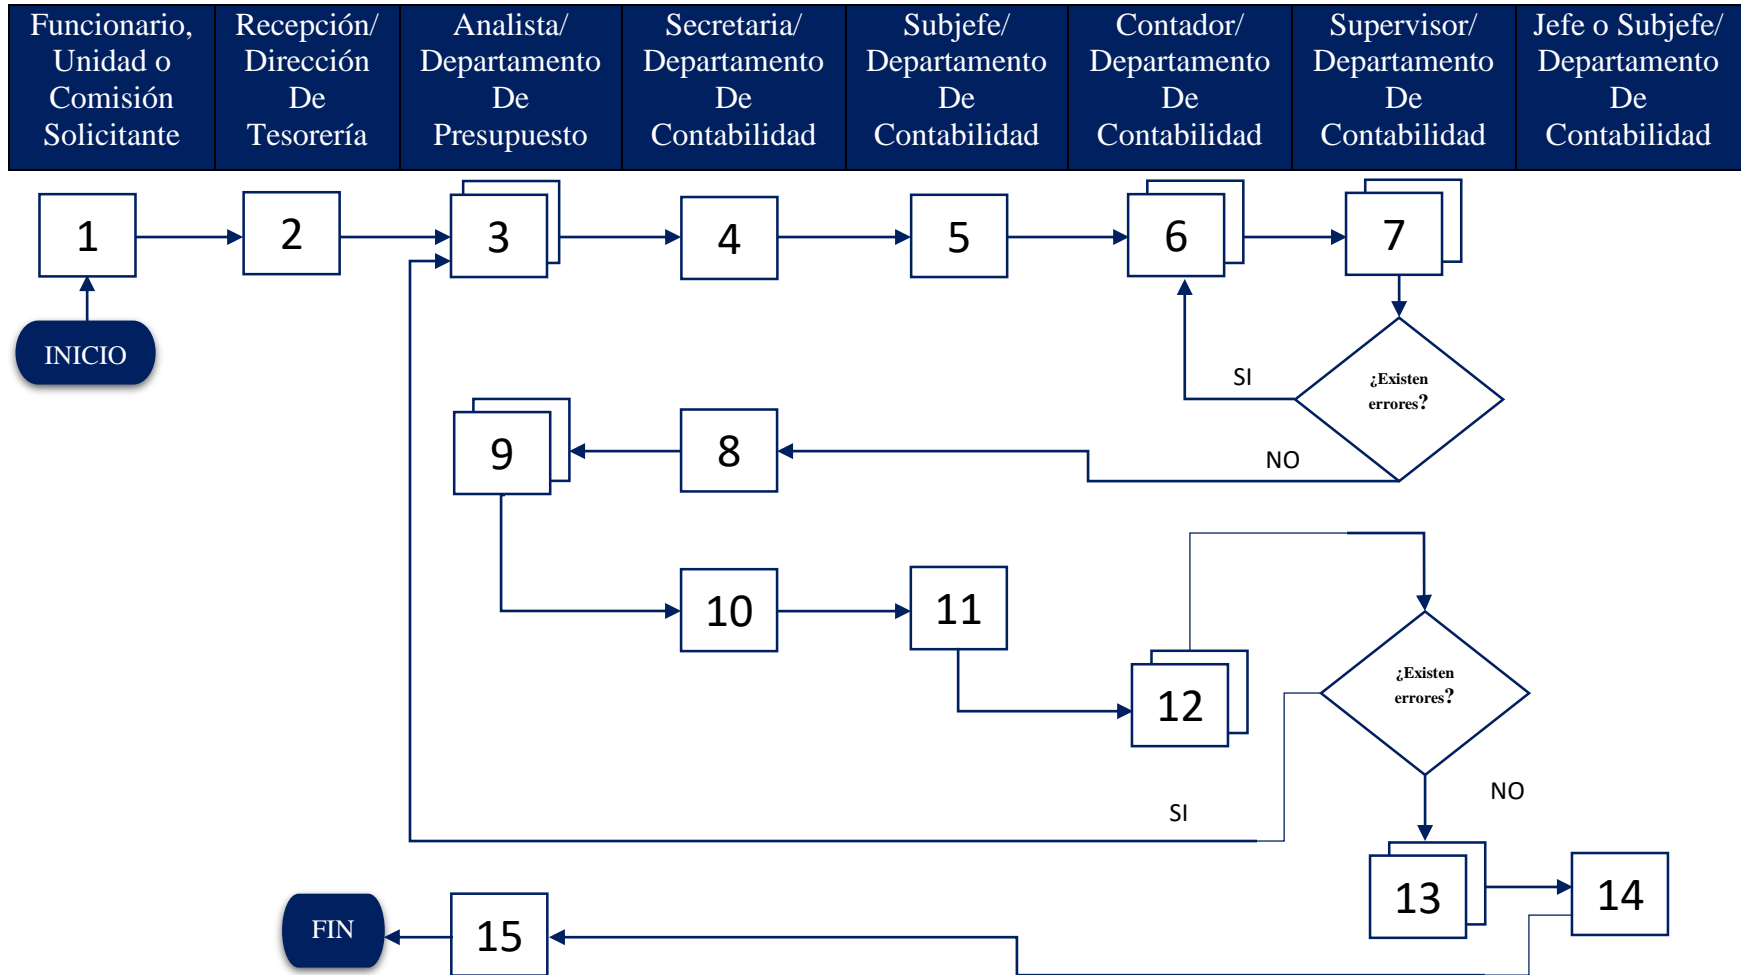 Funcionario,
Unidad o
Comisión
Solicitante
Recepción/
Dirección
De
Tesorería
Analista/
Departamento
De
Presupuesto
Secretaria/
Departamento
De
Contabilidad
Subjefe/
Departamento
De
Contabilidad
Contador/
Departamento
De
Contabilidad
Supervisor/
Departamento
De
Contabilidad
Jefe o Subjefe/
Departamento
De
Contabilidad
1
2
3
4
5
6
7
INICIO
¿Existen
errores?
SI
NO
9
8
10
11
12
¿Existen
errores?
SI
NO
13
14
FIN
15